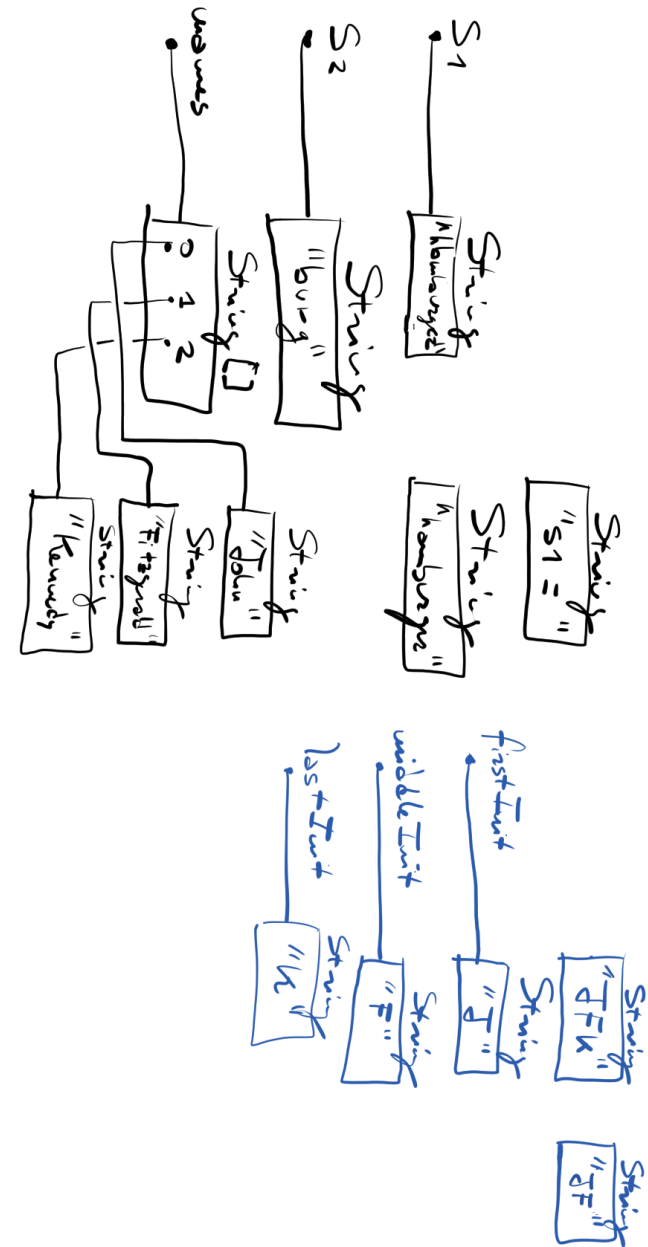 String
"s1 = "
String
"JFK"
String
"JF"
S1
String
"hamburger"
String
"hamburger"
firstInit
String
"J"
S2
String
"burg"
middleInit
String
"F"
names
String []
0 1 2
String
"John"
String
"Fitzgerald"
String
"Kennedy"
lastInit
String
"K"